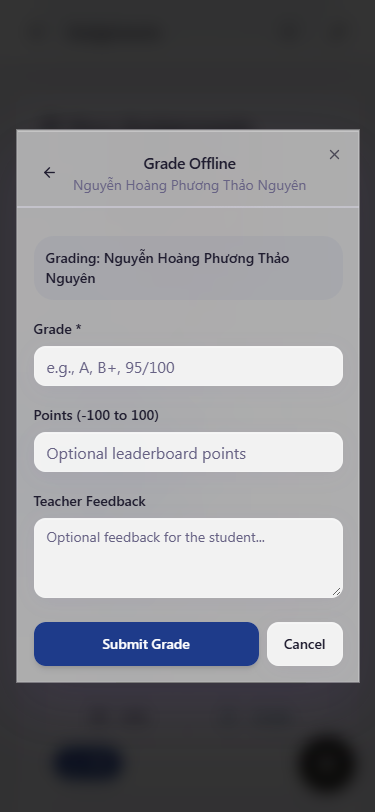 Grade Offline
Nguyễn Hoàng Phương Thảo Nguyên
Grading: Nguyễn Hoàng Phương Thảo
Nguyên
Grade *
e.g., A, B+, 95/100
Points (-100 to 100)
Optional leaderboard points
Teacher Feedback
Optional feedback for the student...
Submit Grade
Cancel